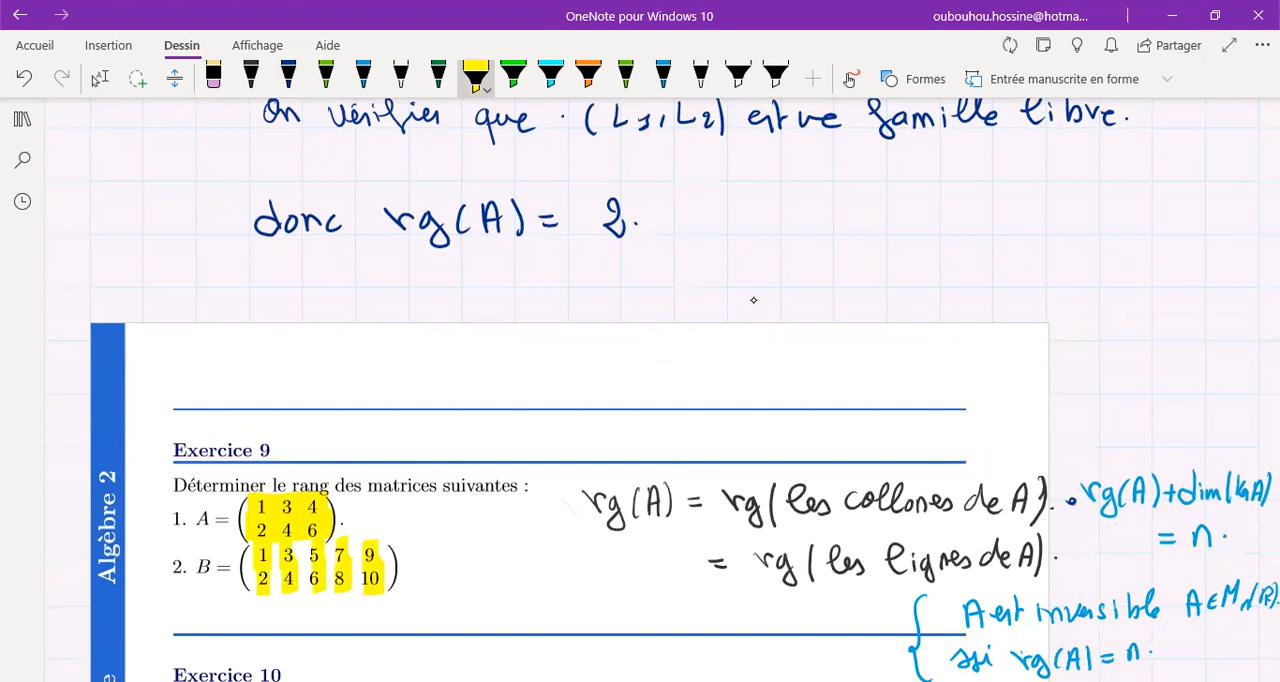 OneNote pour Windows 10
oubouhou.hossine@hotma...
Accueil Insertion Dessin Affichage Aide
Partager
Formes
Entrée manuscrite en forme
On vérifier que . (L1, L2) est ue famille libre.
donc rg(A) = 2.
Algèbre 2
Exercice 9
Déterminer le rang des matrices suivantes :
1. A = ( 1 3 4
2 4 6 ).
2. B = ( 1 3 5 7 9
2 4 6 8 10 )
rg(A) = rg(les collones de A).
= rg(les lignes de A).
• rg(A)+dim(kerA)
= n.
A est inversible A∈Mn(R).
ssi rg(A) = n.
Exercice 10